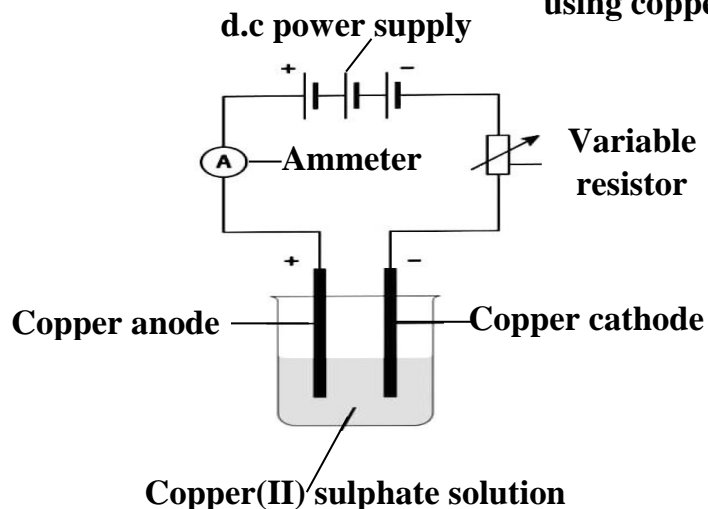 using coppe
d.c power supply
+ −
A
Ammeter
Variable
resistor
+ −
Copper anode
Copper cathode
Copper(II) sulphate solution